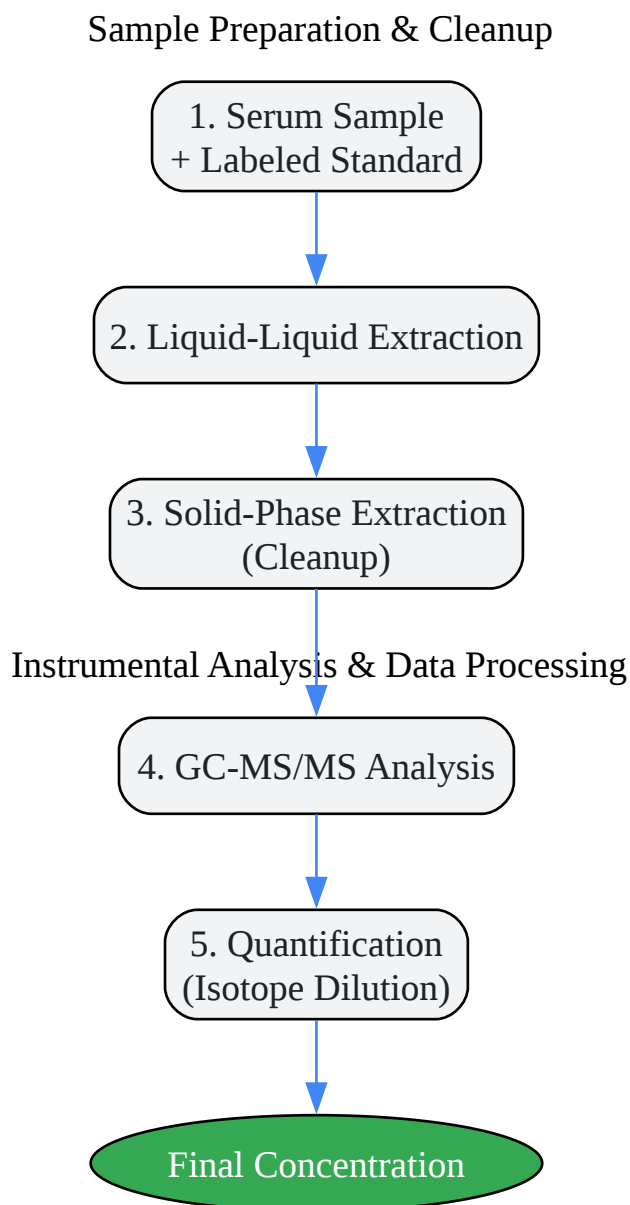 Sample Preparation & Cleanup
1. Serum Sample
+ Labeled Standard
2. Liquid-Liquid Extraction
3. Solid-Phase Extraction
(Cleanup)
Instrumental Analysis & Data Processing
4. GC-MS/MS Analysis
5. Quantification
(Isotope Dilution)
Final Concentration